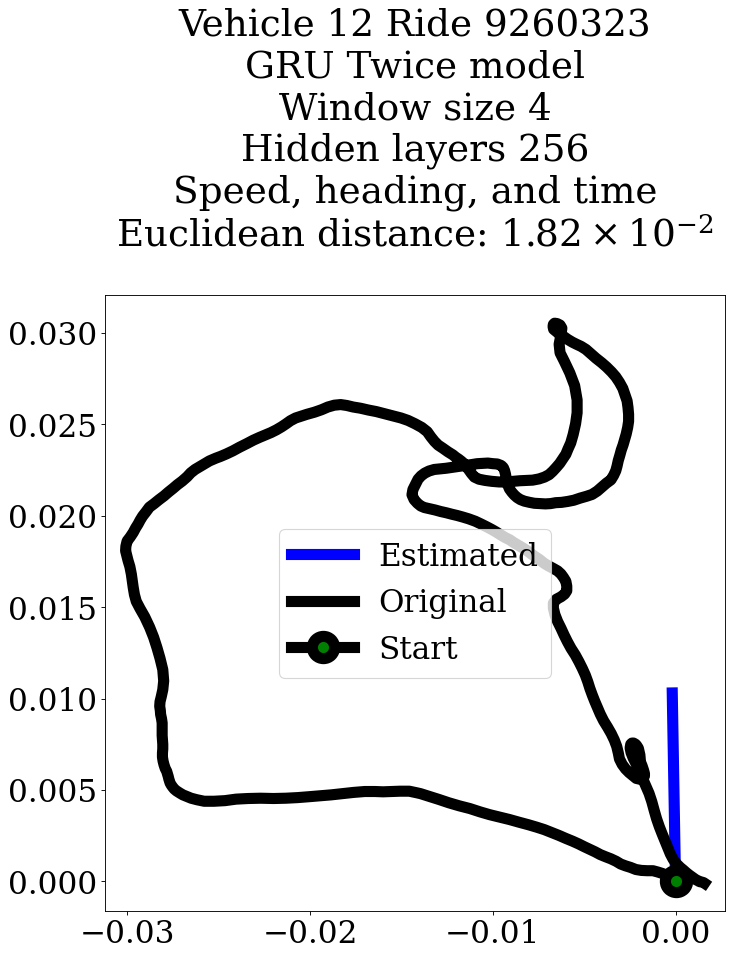 Vehicle 12 Ride 9260323
GRU Twice model
Window size 4
Hidden layers 256
Speed, heading, and time
Euclidean distance: 1.82 × 10⁻²
0.030
0.025
0.020
0.015
0.010
0.005
0.000
Estimated
Original
Start
−0.03 −0.02 −0.01 0.00